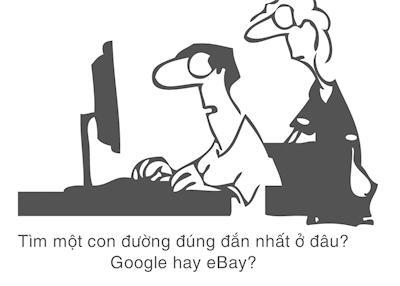 Tìm một con đường đúng đắn nhất ở đâu?
Google hay eBay?